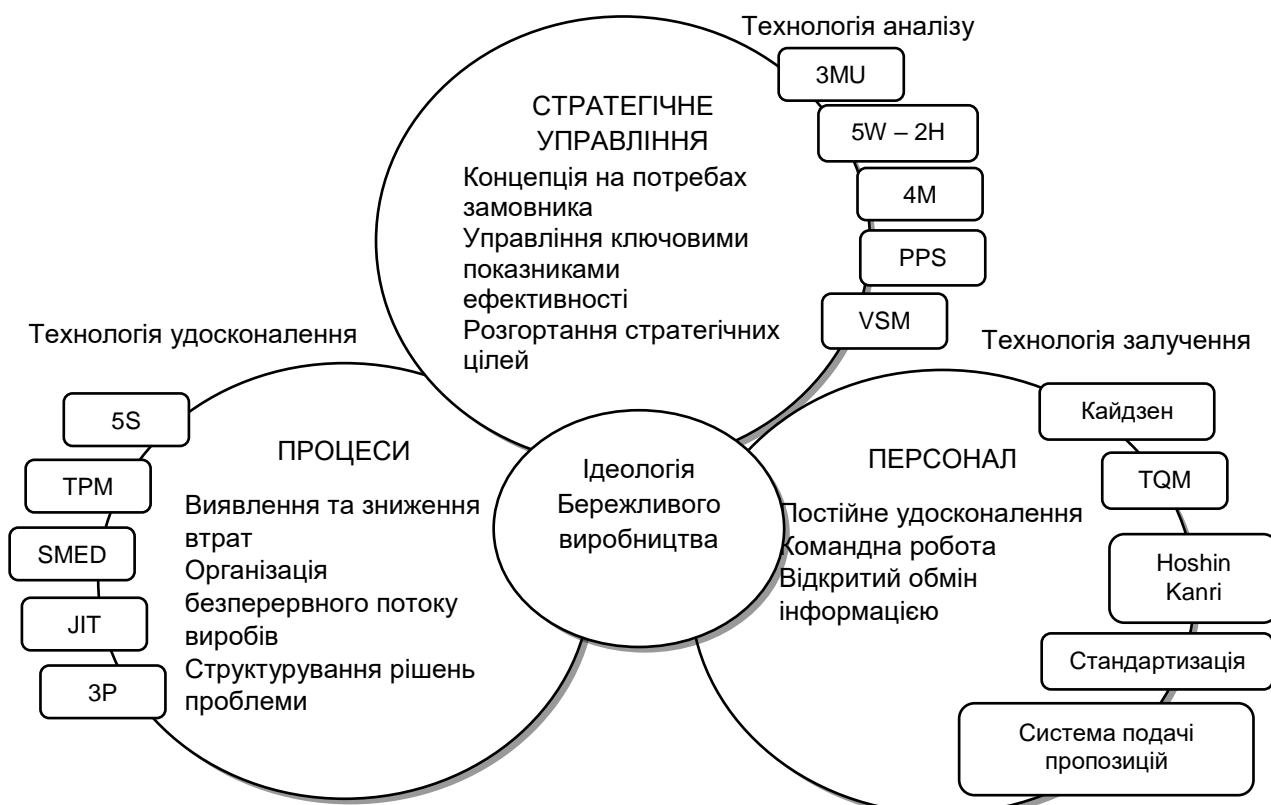 Технологія аналізу
3MU
5W – 2H
4M
PPS
VSM
СТРАТЕГІЧНЕ
УПРАВЛІННЯ
Концепція на потребах
замовника
Управління ключовими
показниками
ефективності
Розгортання стратегічних
цілей
Технологія удосконалення
5S
TPM
SMED
JIT
3P
ПРОЦЕСИ
Виявлення та зниження
втрат
Організація
безперервного потоку
виробів
Структурування рішень
проблеми
Ідеологія
Бережливого
виробництва
Технологія залучення
ПЕРСОНАЛ
Постійне удосконалення
Командна робота
Відкритий обмін
інформацією
Кайдзен
TQM
Hoshin
Kanri
Стандартизація
Система подачі
пропозицій